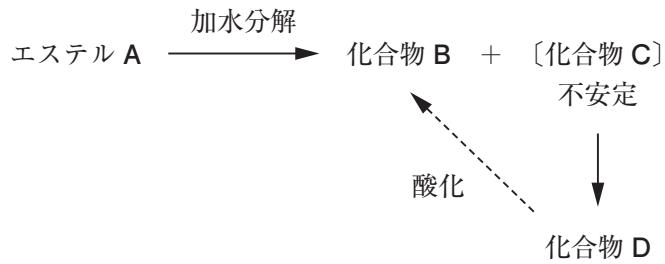 加水分解
エステル A 化合物 B + 〔化合物 C〕
不安定
酸化
化合物 D